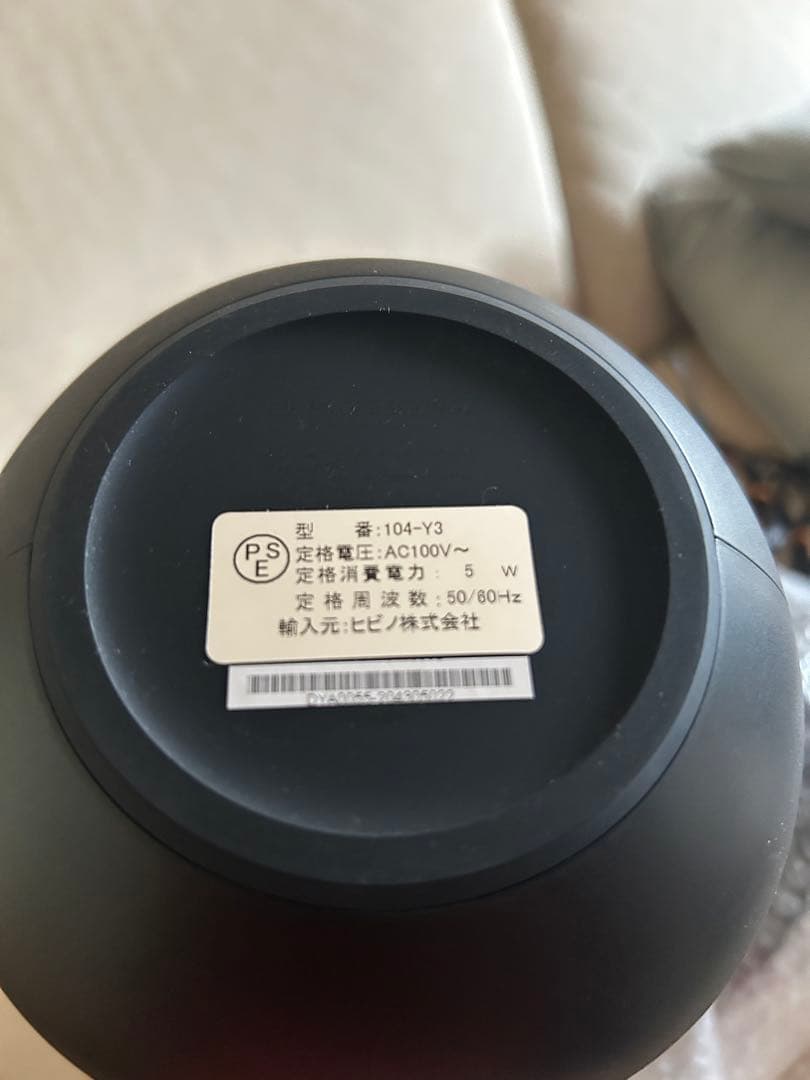 PSE
型 番:104-Y3
定格電圧:AC100V～
定格消費電力: 5 W
定格周波数:50/60Hz
輸入元:ヒビノ株式会社